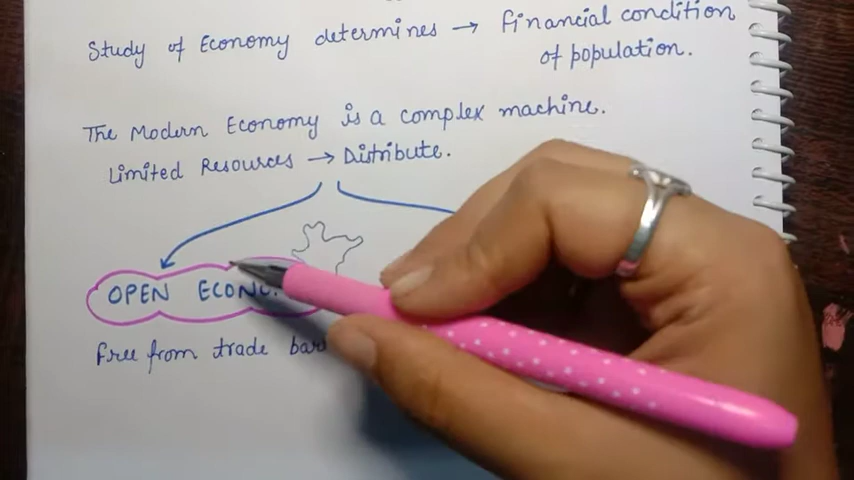 Study of Economy determines → Financial condition
of population.
The Modern Economy is a complex machine.
Limited Resources → Distribute.
OPEN
Free from trade